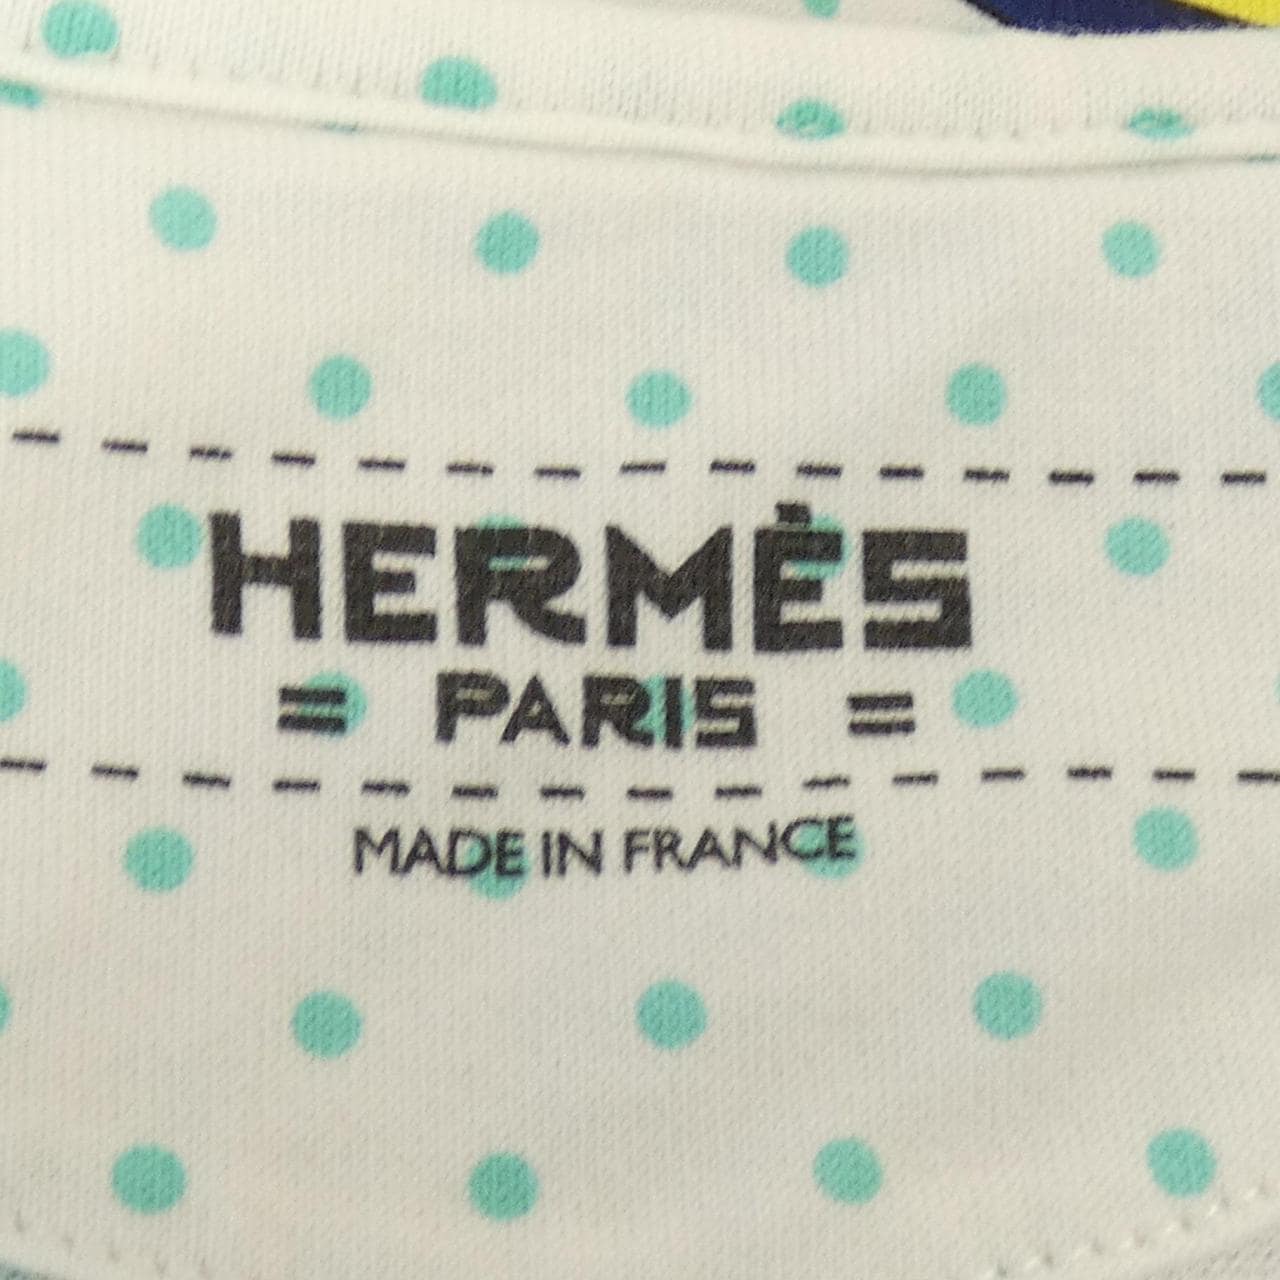 HERMÈS
= PARIS =
MADE IN FRANCE